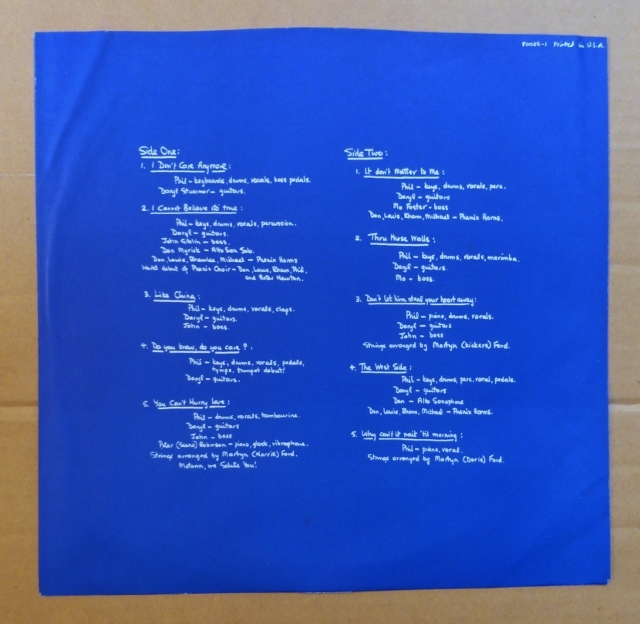 80035-1 Printed in U.S.A.
Side One:
1. I Don't Care Anymore:
Phil - keyboards, drums, vocals, bass pedals.
Daryl Stuermer - guitars.
2. I Cannot Believe its true:
Phil - keys, drums, vocals, percussion.
Daryl - guitars.
John Giblin - bass.
Don Myrick - Alto Sax Solo.
Don, Louis, Rhamlee, Michael - Phenix Horns
World debut of Phenix Choir - Don, Louis, Rham, Phil,
and Peter Newton.
3. Like China:
Phil - keys, drums, vocals, claps.
Daryl - guitars.
John - bass.
4. Do you know, do you care?:
Phil - keys, drums, vocals, pedals,
tymps, trumpet debut!
Daryl - guitars.
5. You Can't Hurry Love:
Phil - drums, vocals, tambourine.
Daryl - guitars.
John - bass
Peter Robinson - piano, glock, vibraphone.
Strings arranged by Martyn (Harris) Ford.
Motown, we Salute You!
Side Two:
1. It don't Matter to Me:
Phil - keys, drums, vocals, perc.
Daryl - guitars
Mo Foster - bass
Don, Louis, Rham, Michael - Phenix Horns.
2. Thru these Walls:
Phil - keys, drums, vocals, marimba.
Daryl - guitars.
Mo - bass.
3. Don't let him steal your heart away:
Phil - piano, drums, vocals.
Daryl - guitars
John - bass
Strings arranged by Martyn (kickers) Ford.
4. The West Side:
Phil - keys, drums, perc, vocal, pedals.
Daryl - guitars
Don - Alto Saxophone
Don, Louis, Rham, Michael - Phenix Horns.
5. Why can't it wait 'til morning:
Phil - piano, vocal.
Strings arranged by Martyn (Doris) Ford.